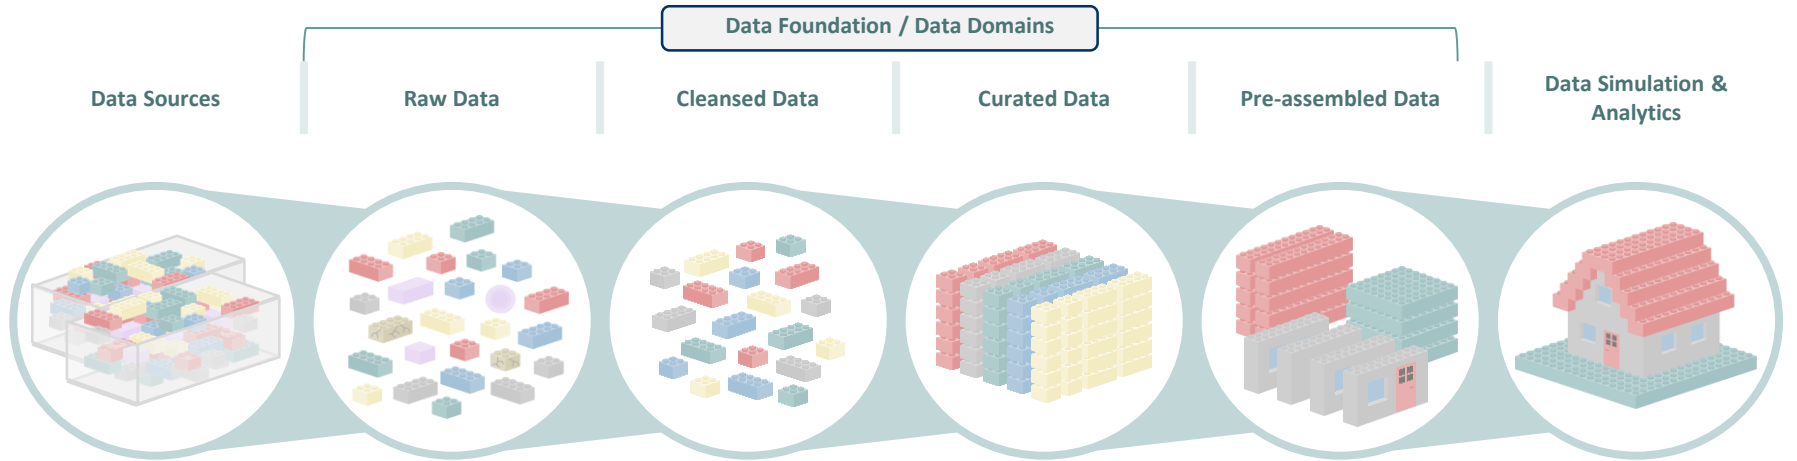 Data Foundation / Data Domains
Data Sources
Raw Data
Cleansed Data
Curated Data
Pre-assembled Data
Data Simulation &
Analytics